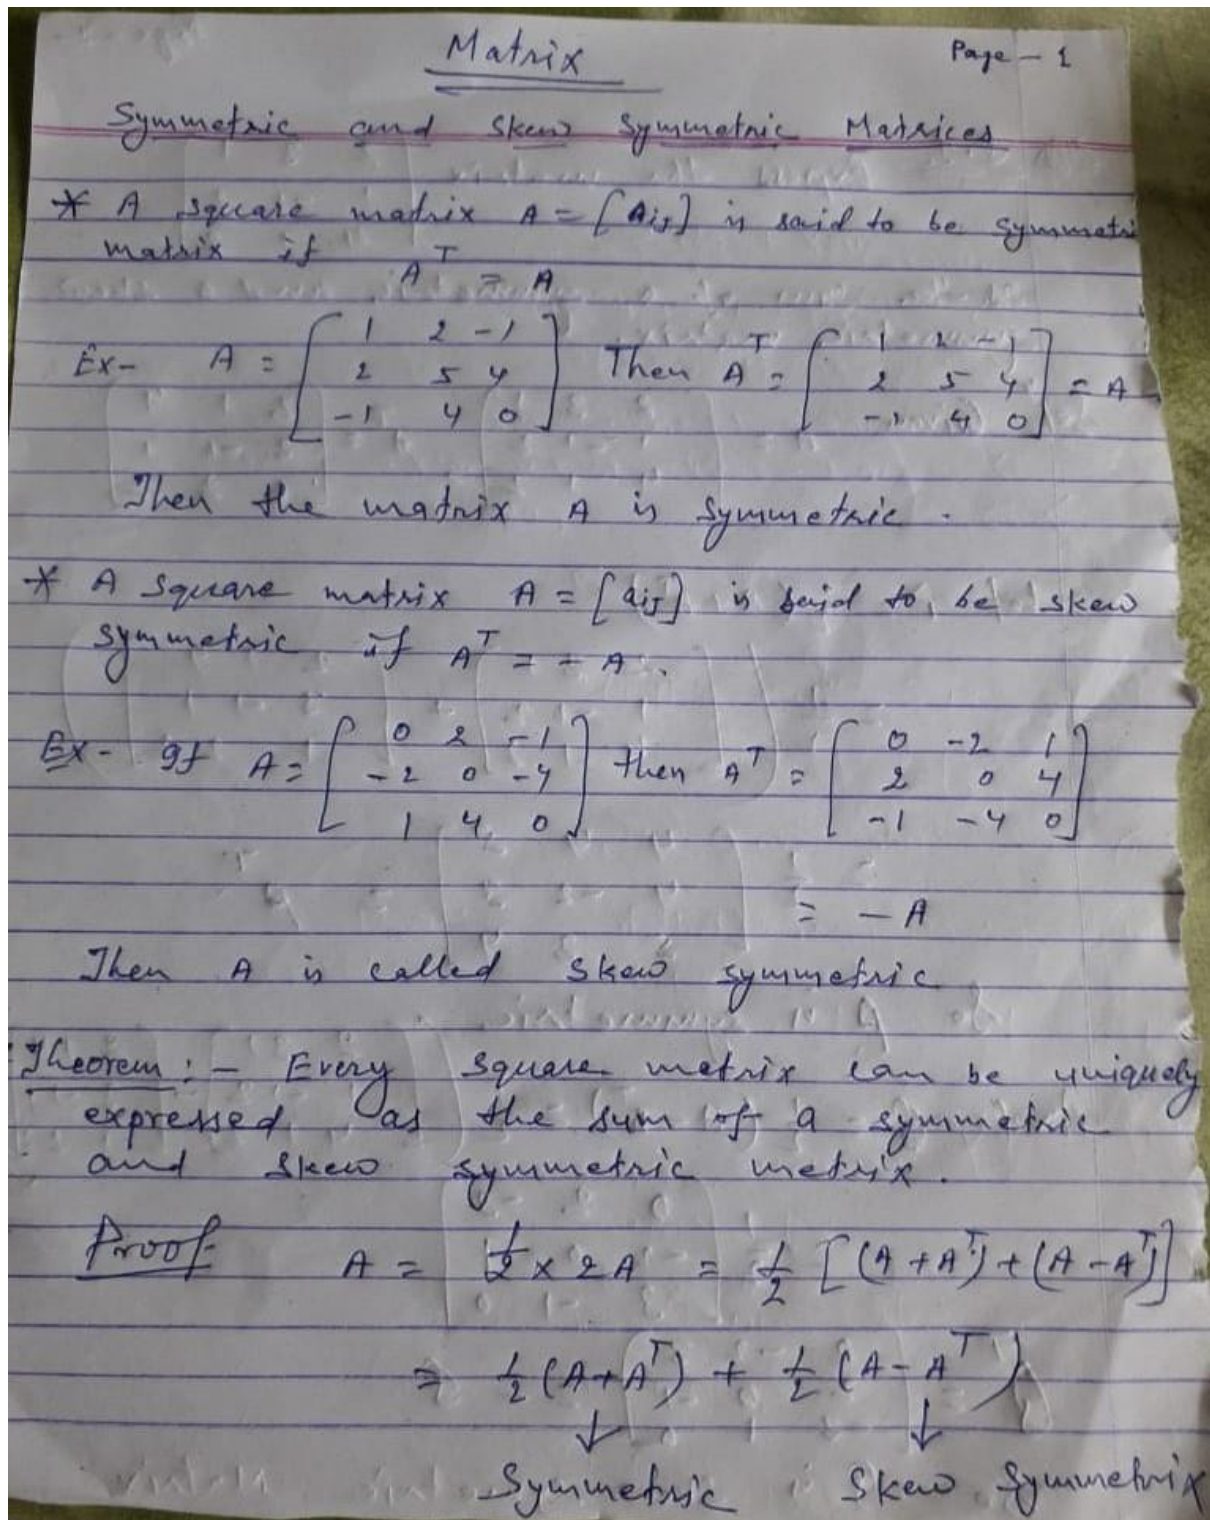 Matrix
Page - 1
Symmetric and Skew Symmetric Matrices
* A square matrix A = [aij] is said to be symmetri
matrix if
A^T = A
Ex- A = [ 1 2 -1 ] Then A^T = [ 1 2 -1 ] = A
2 5 4 2 5 4
-1 4 0 -1 4 0
Then the matrix A is Symmetric.
* A Square matrix A = [aij] is said to be skew
symmetric if A^T = - A.
Ex- If A = [ 0 2 -1 ] then A^T = [ 0 -2 1 ]
-2 0 -4 2 0 4
1 4 0 -1 -4 0
= - A
Then A is called Skew symmetric
Theorem :- Every square metrix can be uniquely
expressed as the sum of a symmetric
and skew symmetric metrix.
Proof A = 1/2 x 2A = 1/2 [(A + A^T) + (A - A^T)]
= 1/2 (A + A^T) + 1/2 (A - A^T)
↓ ↓
Symmetric Skew Symmetrix